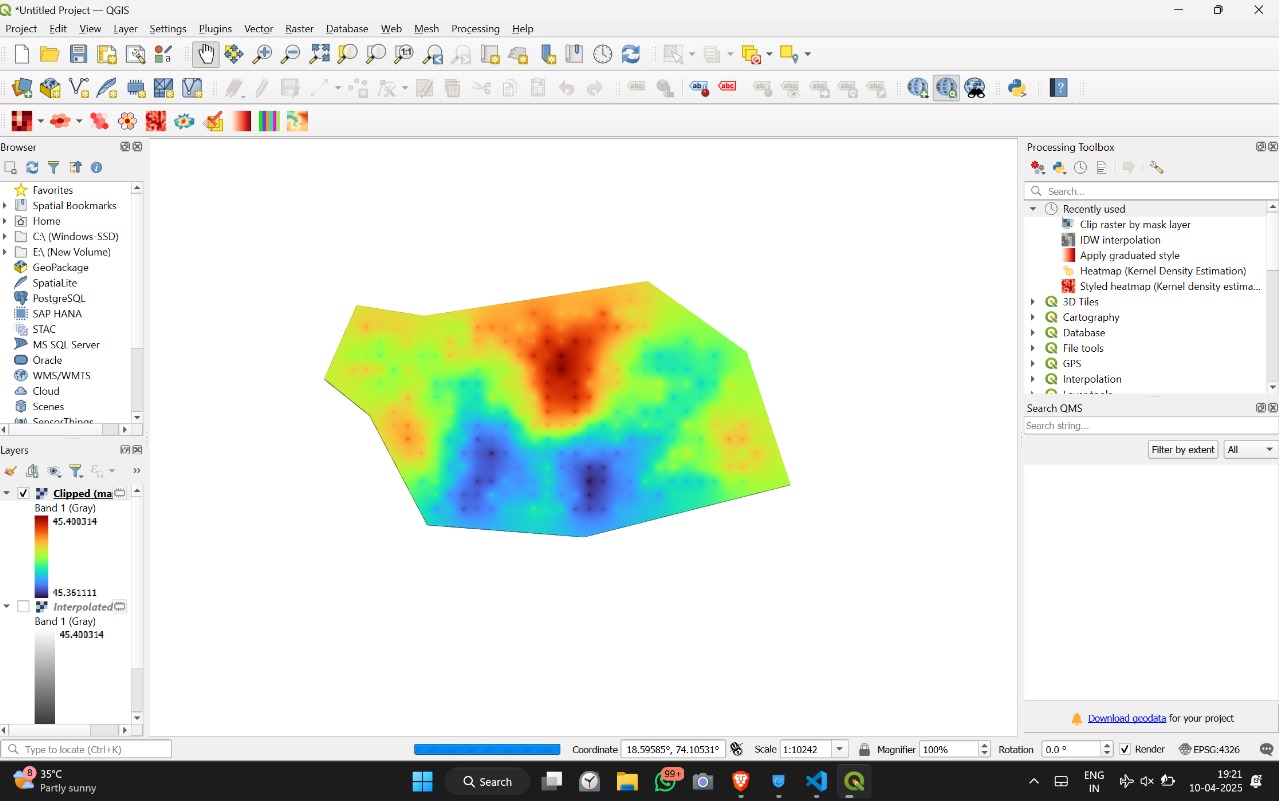 *Untitled Project — QGIS
Project Edit View Layer Settings Plugins Vector Raster Database Web Mesh Processing Help
Browser
Favorites
Spatial Bookmarks
Home
C:\ (Windows-SSD)
E:\ (New Volume)
GeoPackage
SpatiaLite
PostgreSQL
SAP HANA
STAC
MS SQL Server
Oracle
WMS/WMTS
Cloud
Scenes
SensorThings
Layers
Clipped (ma
Band 1 (Gray)
45.400314
45.361111
Interpolated
Band 1 (Gray)
45.400314
Processing Toolbox
Search...
Recently used
Clip raster by mask layer
IDW interpolation
Apply graduated style
Heatmap (Kernel Density Estimation)
Styled heatmap (Kernel density estima...
3D Tiles
Cartography
Database
File tools
GPS
Interpolation
Layer tools
Search QMS
Search string...
Filter by extent All
Download geodata for your project
Type to locate (Ctrl+K) Coordinate 18.59585°, 74.10531° Scale 1:10242 Magnifier 100% Rotation 0.0 ° Render EPSG:4326
8 35°C
Partly sunny
Search
99+
ENG
IN
19:21
10-04-2025